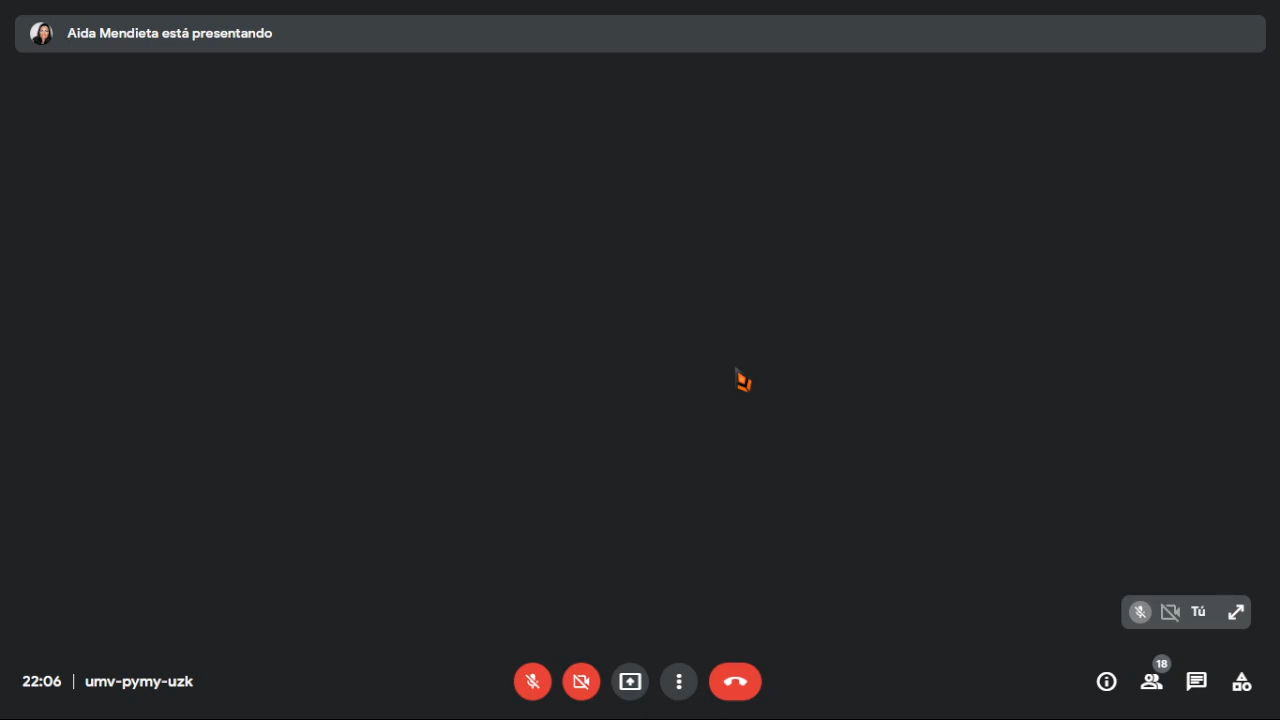 Aida Mendieta está presentando
Tú
22:06 | umv-pymy-uzk
18